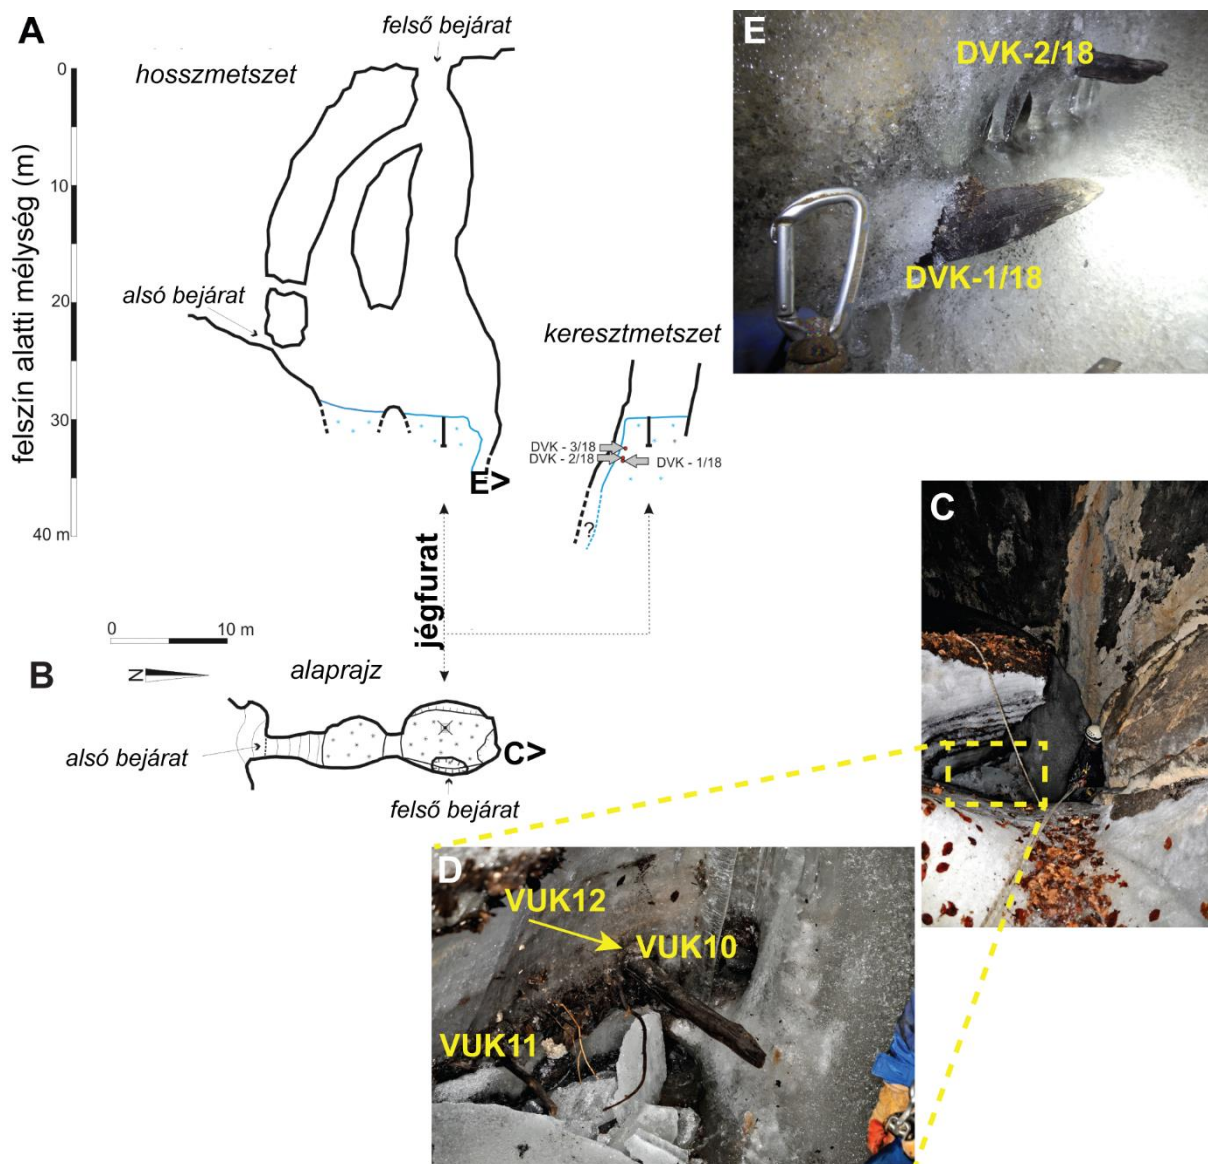 A
felső bejárat
hosszmetszet
0
10
20
30
40 m
felszín alatti mélység (m)
alsó bejárat
keresztmetszet
DVK - 3/18
DVK - 2/18
DVK - 1/18
?
E>
jégfurat
0 10 m
B
N
alaprajz
alsó bejárat
C>
felső bejárat
E
DVK-2/18
DVK-1/18
C
D
VUK12
VUK10
VUK11